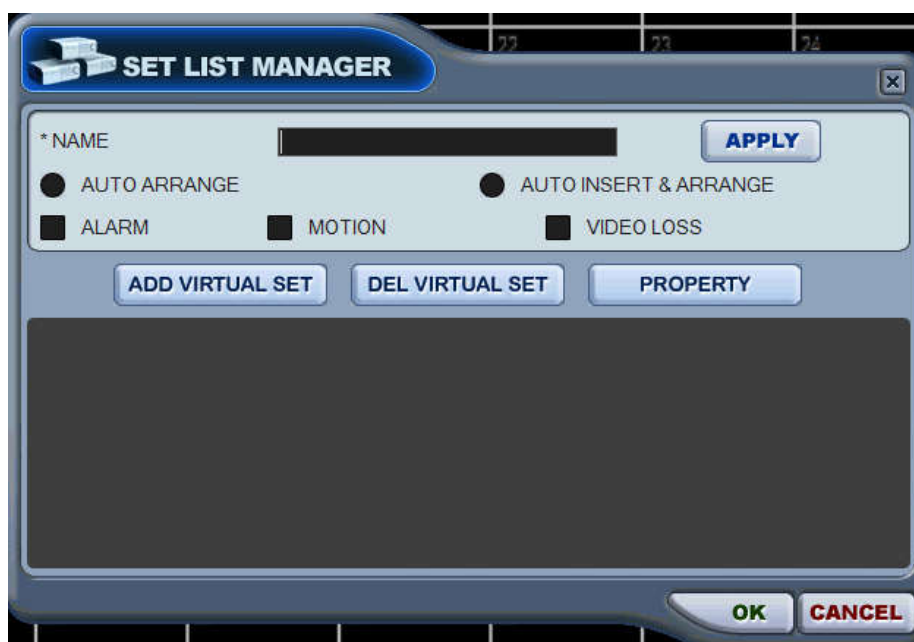 22 23 24
SET LIST MANAGER
* NAME
APPLY
AUTO ARRANGE
AUTO INSERT & ARRANGE
ALARM
MOTION
VIDEO LOSS
ADD VIRTUAL SET
DEL VIRTUAL SET
PROPERTY
OK
CANCEL